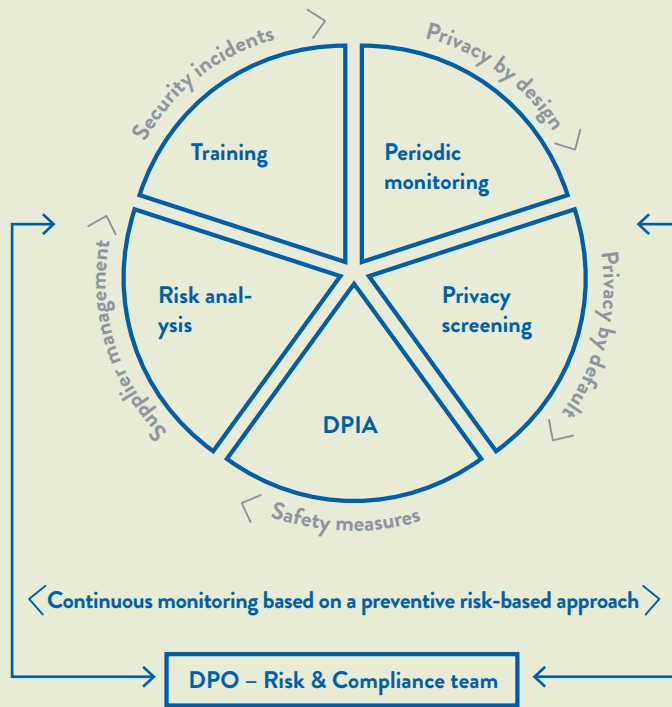 Security incidents
Privacy by design
Training
Periodic
monitoring
Supplier management
Risk anal-
ysis
Privacy
screening
Privacy by default
DPIA
Safety measures
Continuous monitoring based on a preventive risk-based approach
DPO – Risk & Compliance team